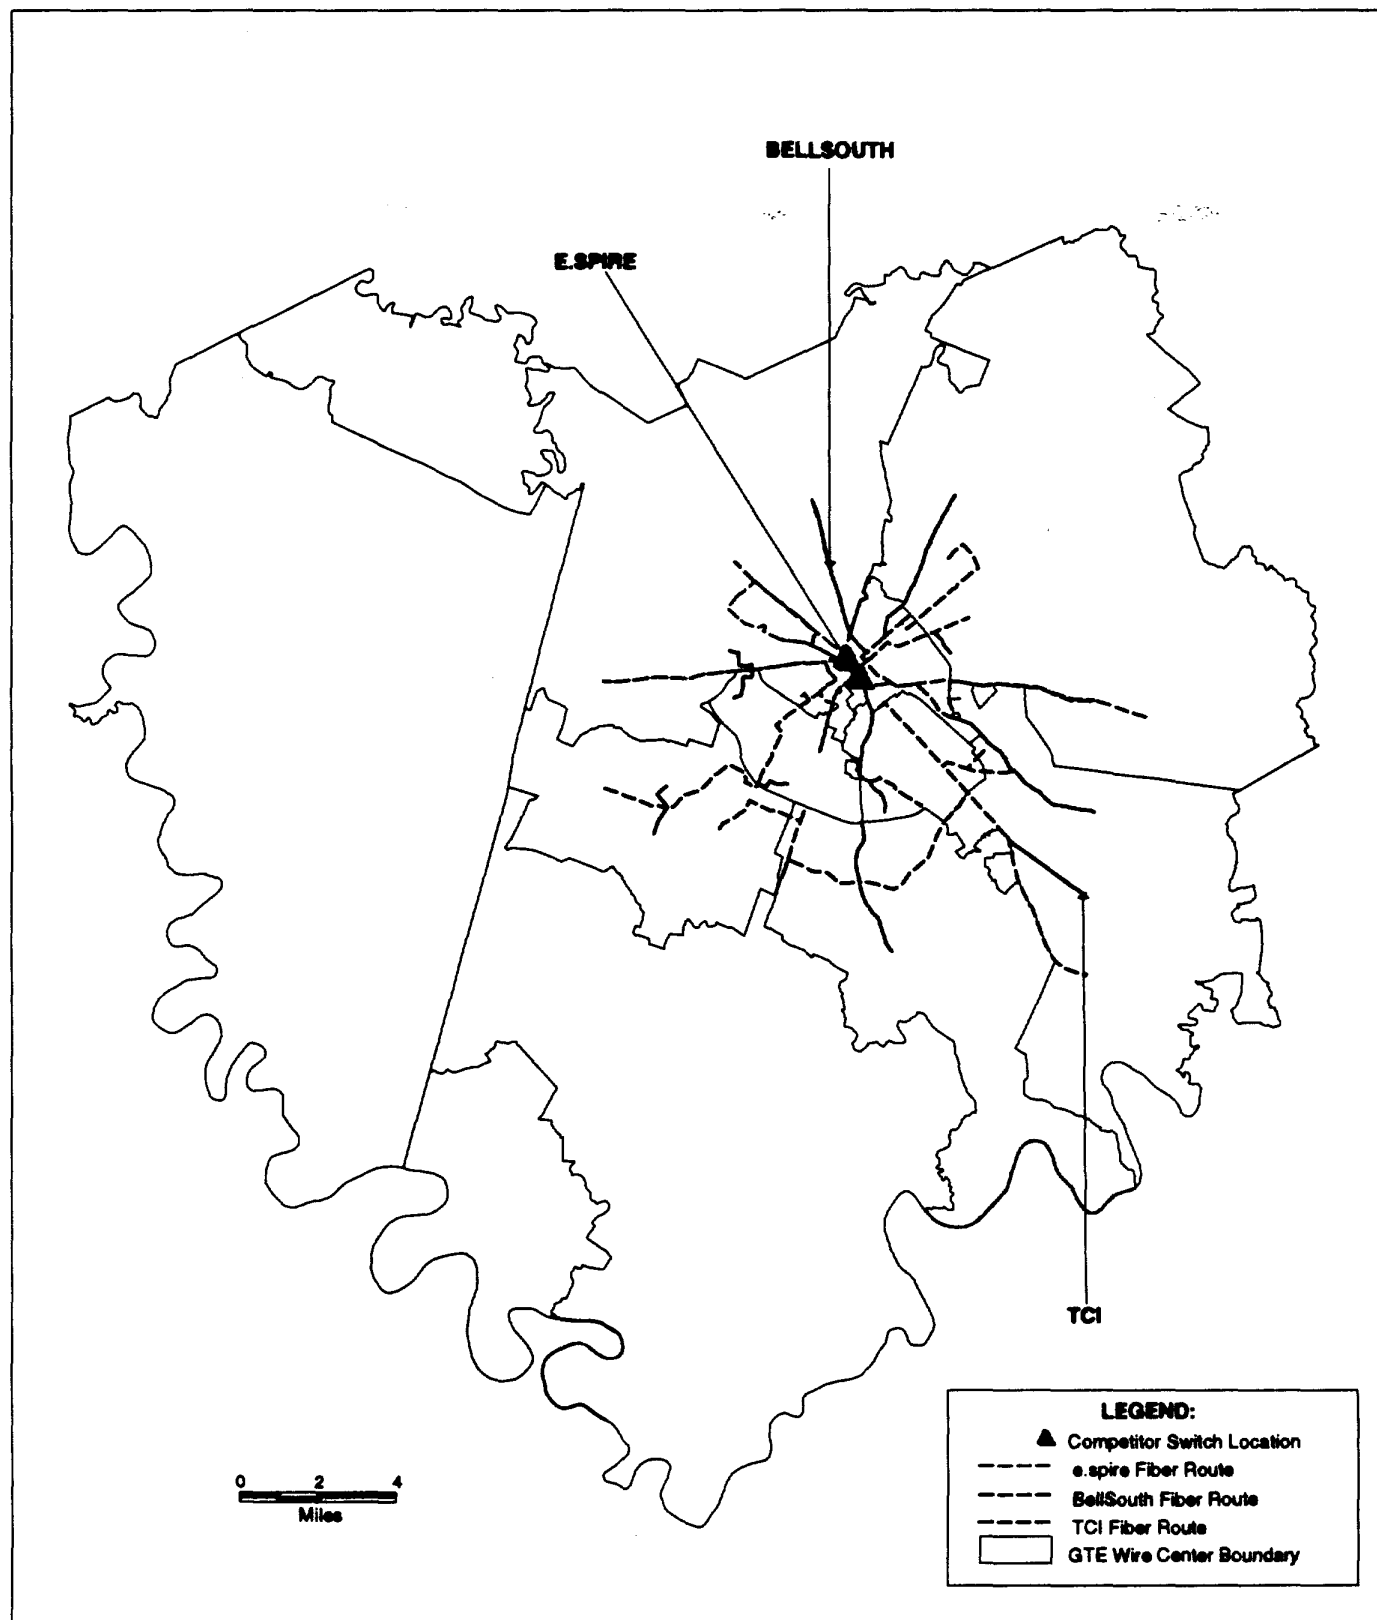 BELLSOUTH
E.SPIRE
TCI
LEGEND:
Competitor Switch Location
e.spire Fiber Route
BellSouth Fiber Route
TCI Fiber Route
GTE Wire Center Boundary
0 2 4
Miles